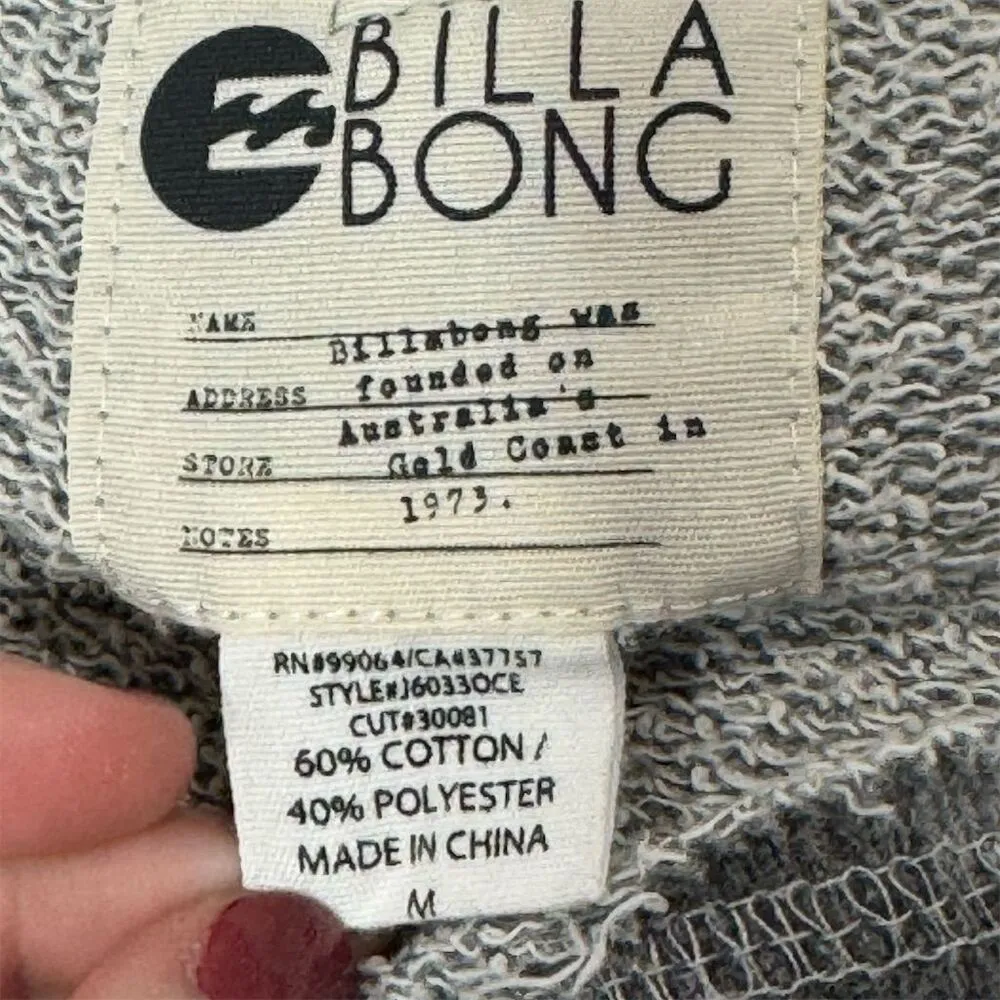 BILLA
BONG
NAME
Billabong was
ADDRESS
founded on
Australia's
STORE
Gold Coast in
1973.
NOTES
RN#99064/CA#37757
STYLE#J6033OCE
CUT#30081
60% COTTON /
40% POLYESTER
MADE IN CHINA
M